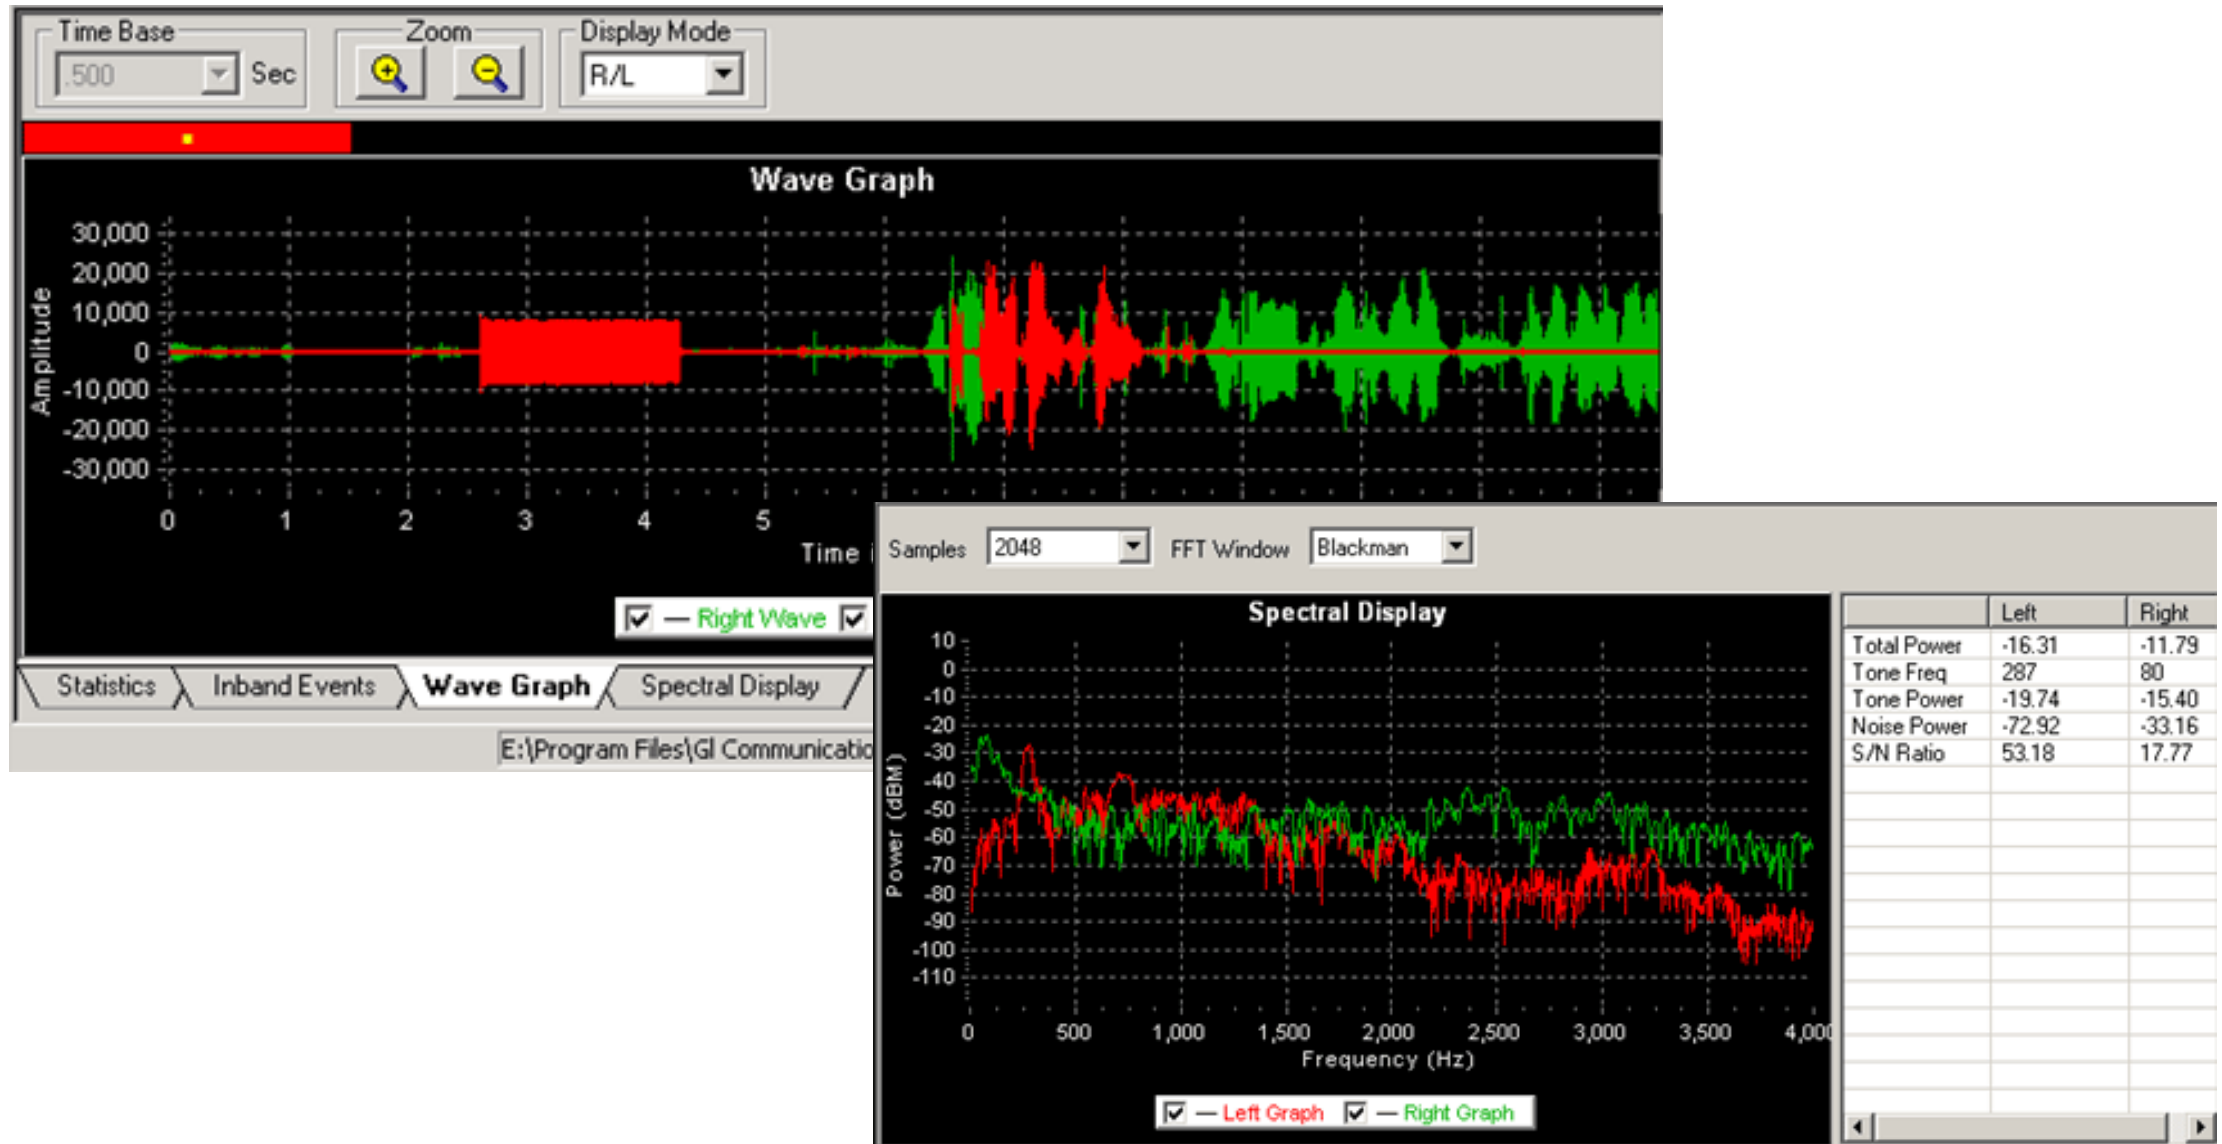 Time Base Zoom Display Mode
.500 Sec R/L
Wave Graph
30,000
20,000
10,000
0
-10,000
-20,000
-30,000
Amplitude
0 1 2 3 4 5
Time
Right Wave
Statistics Inband Events Wave Graph Spectral Display
E:\Program Files\Gl Communicatio
Samples 2048 FFT Window Blackman
Spectral Display
10
0
-10
-20
-30
-40
-50
-60
-70
-80
-90
-100
-110
Power (dBM)
0 500 1,000 1,500 2,000 2,500 3,000 3,500 4,000
Frequency (Hz)
Left Graph Right Graph
Left Right
Total Power -16.31 -11.79
Tone Freq 287 80
Tone Power -19.74 -15.40
Noise Power -72.92 -33.16
S/N Ratio 53.18 17.77